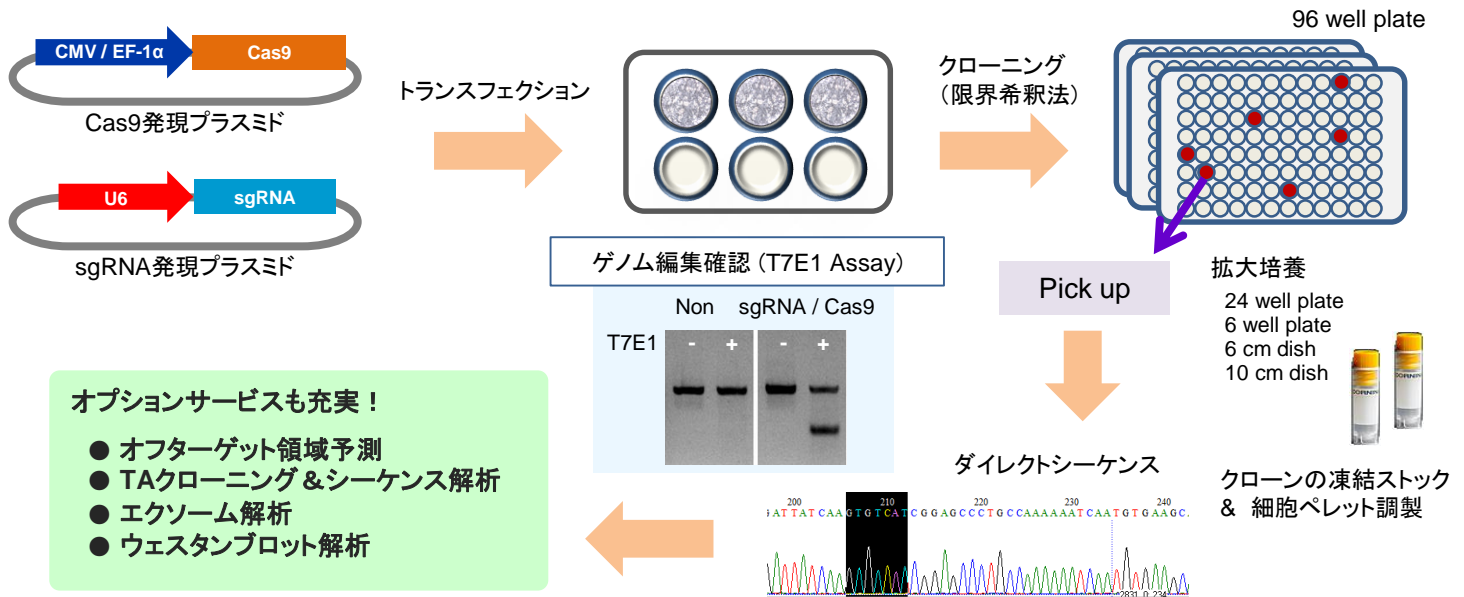 CMV / EF-1α
Cas9
Cas9発現プラスミド
U6
sgRNA
sgRNA発現プラスミド
トランスフェクション
クローニング
（限界希釈法）
96 well plate
ゲノム編集確認 (T7E1 Assay）
Non sgRNA / Cas9
T7E1 - + - +
Pick up
拡大培養
24 well plate
6 well plate
6 cm dish
10 cm dish
クローンの凍結ストック
& 細胞ペレット調製
ダイレクトシーケンス
200 210 220 230 240
GATTATCAAGTGTCATCGGAGCCCTGCCAAAAAATCAATGTGAAGC
オプションサービスも充実！
● オフターゲット領域予測
● TAクローニング＆シーケンス解析
● エクソーム解析
● ウェスタンブロット解析